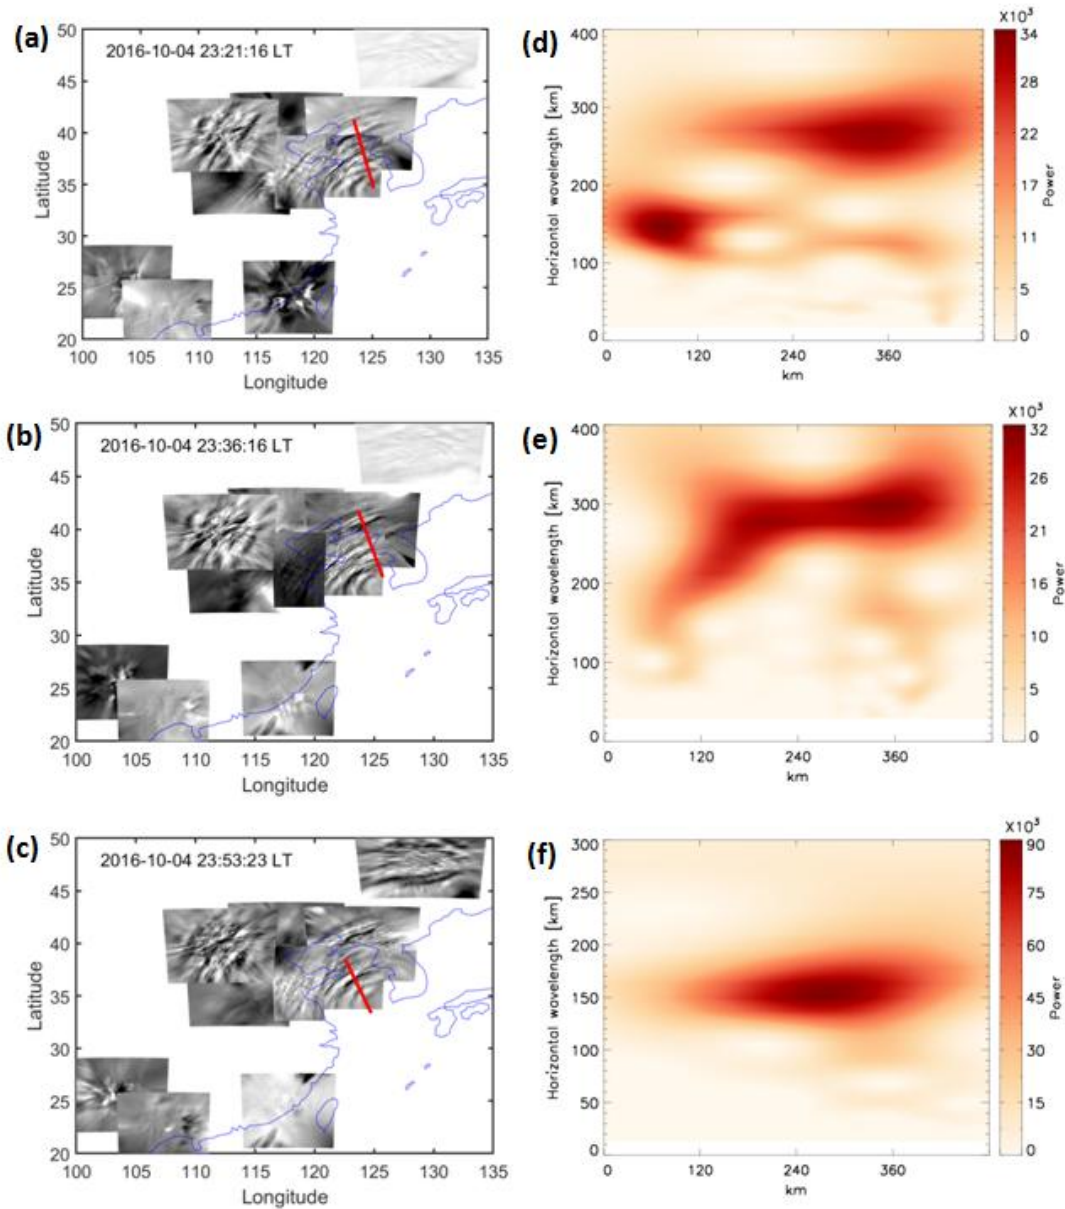 (a)
2016-10-04 23:21:16 LT
50
45
40
35
30
25
20
Latitude
100 105 110 115 120 125 130 135
Longitude
(d)
400
300
200
100
0
Horizontal wavelength [km]
0 120 240 360
km
X10³
34
28
22
17
11
5
0
Power
(b)
2016-10-04 23:36:16 LT
50
45
40
35
30
25
20
Latitude
100 105 110 115 120 125 130 135
Longitude
(e)
400
300
200
100
0
Horizontal wavelength [km]
0 120 240 360
km
X10³
32
26
21
16
10
5
0
Power
(c)
2016-10-04 23:53:23 LT
50
45
40
35
30
25
20
Latitude
100 105 110 115 120 125 130 135
Longitude
(f)
300
250
200
150
100
50
0
Horizontal wavelength [km]
0 120 240 360
km
X10³
90
75
60
45
30
15
0
Power